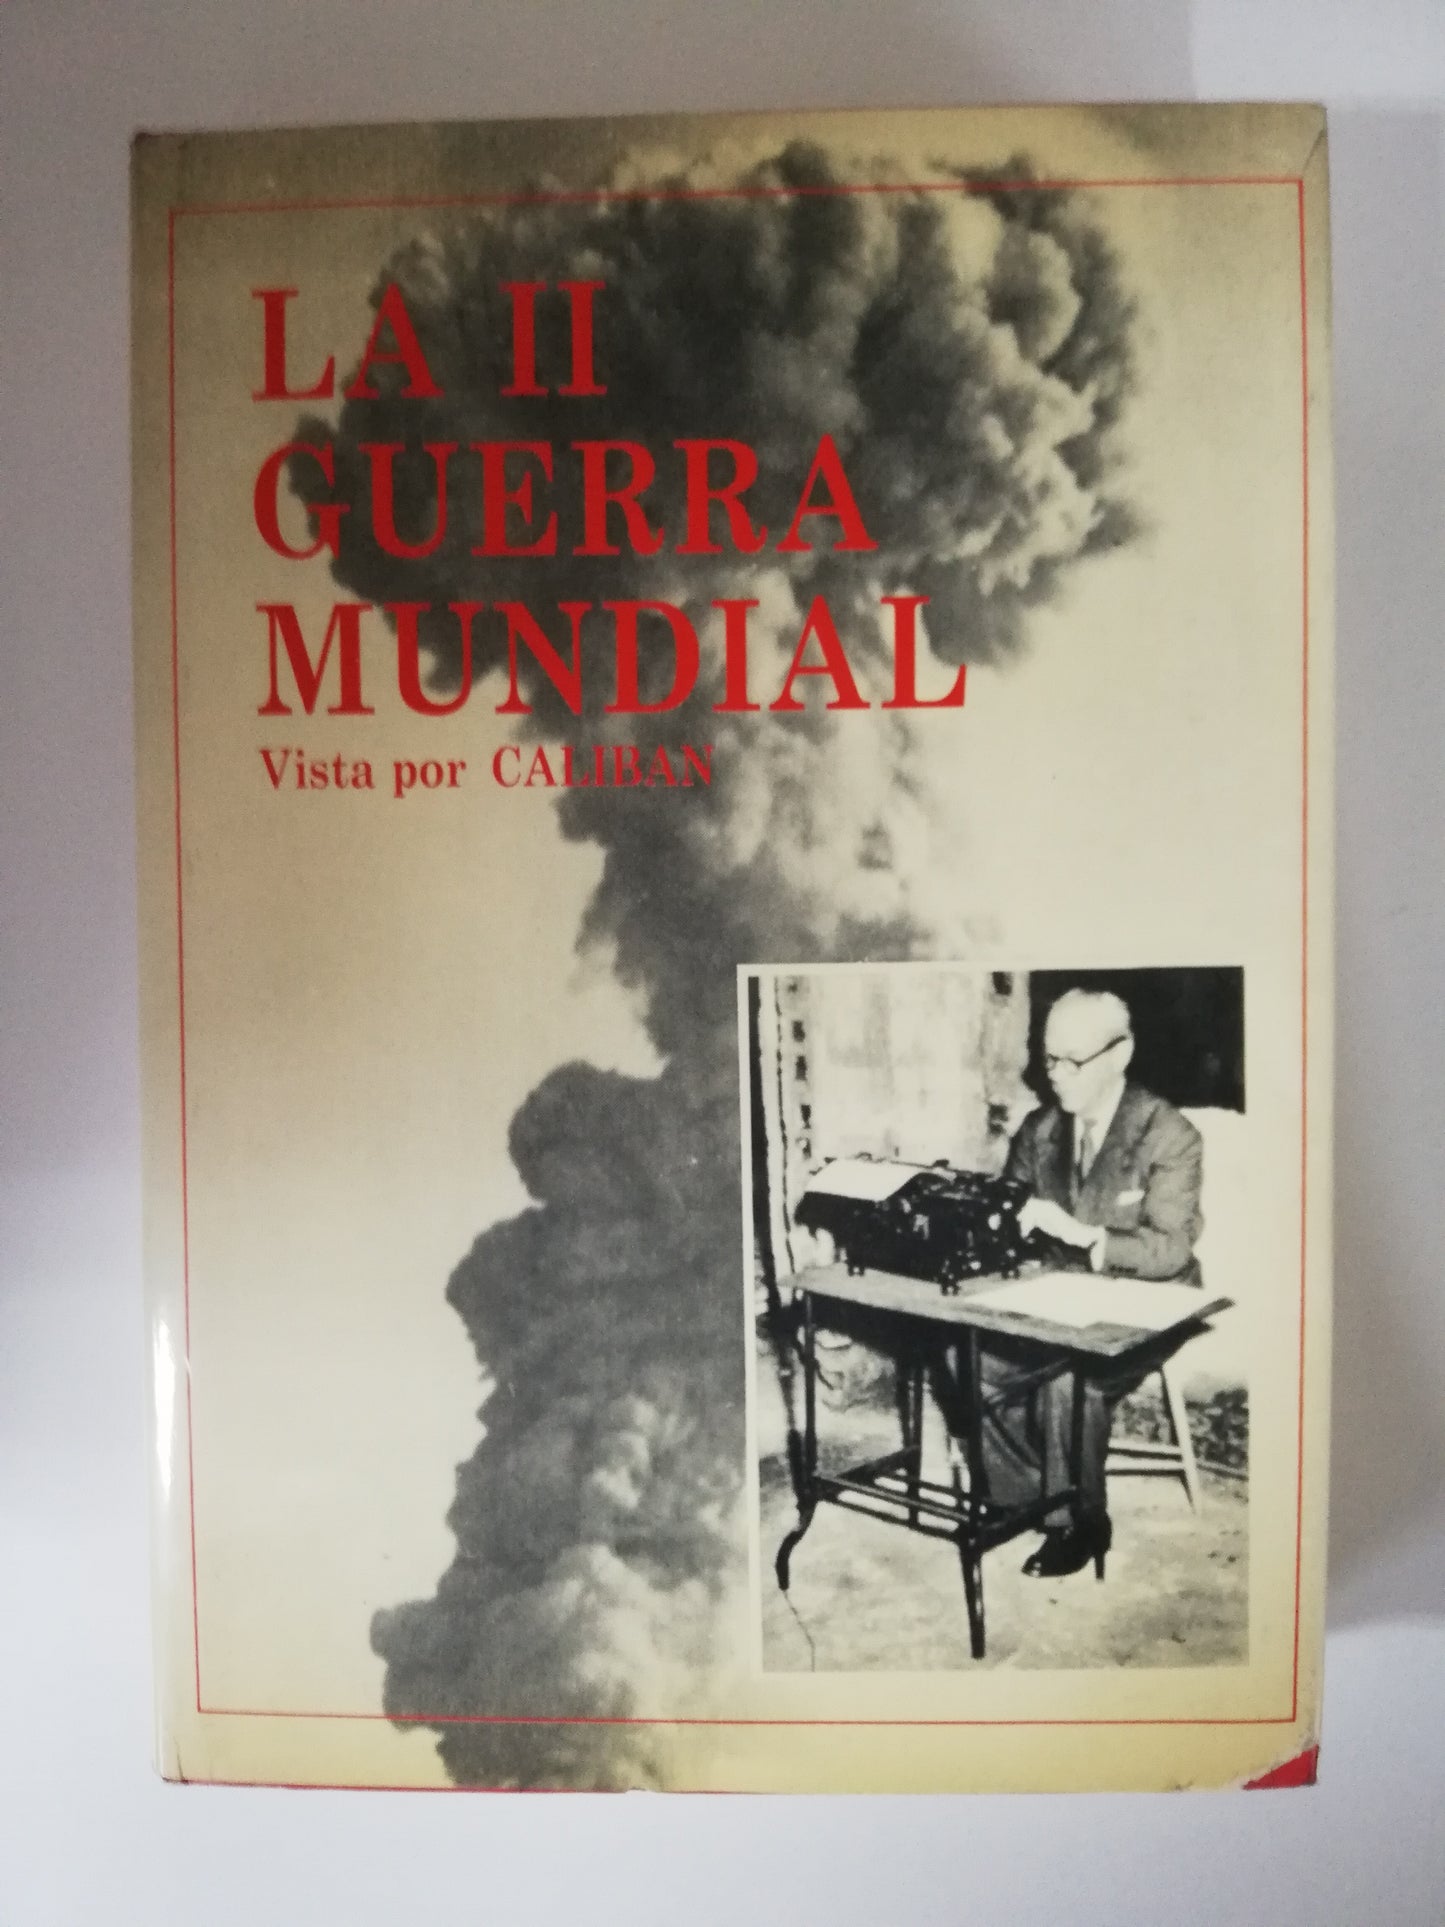 LA II
GUERRA
MUNDIAL
Vista por CALIBAN